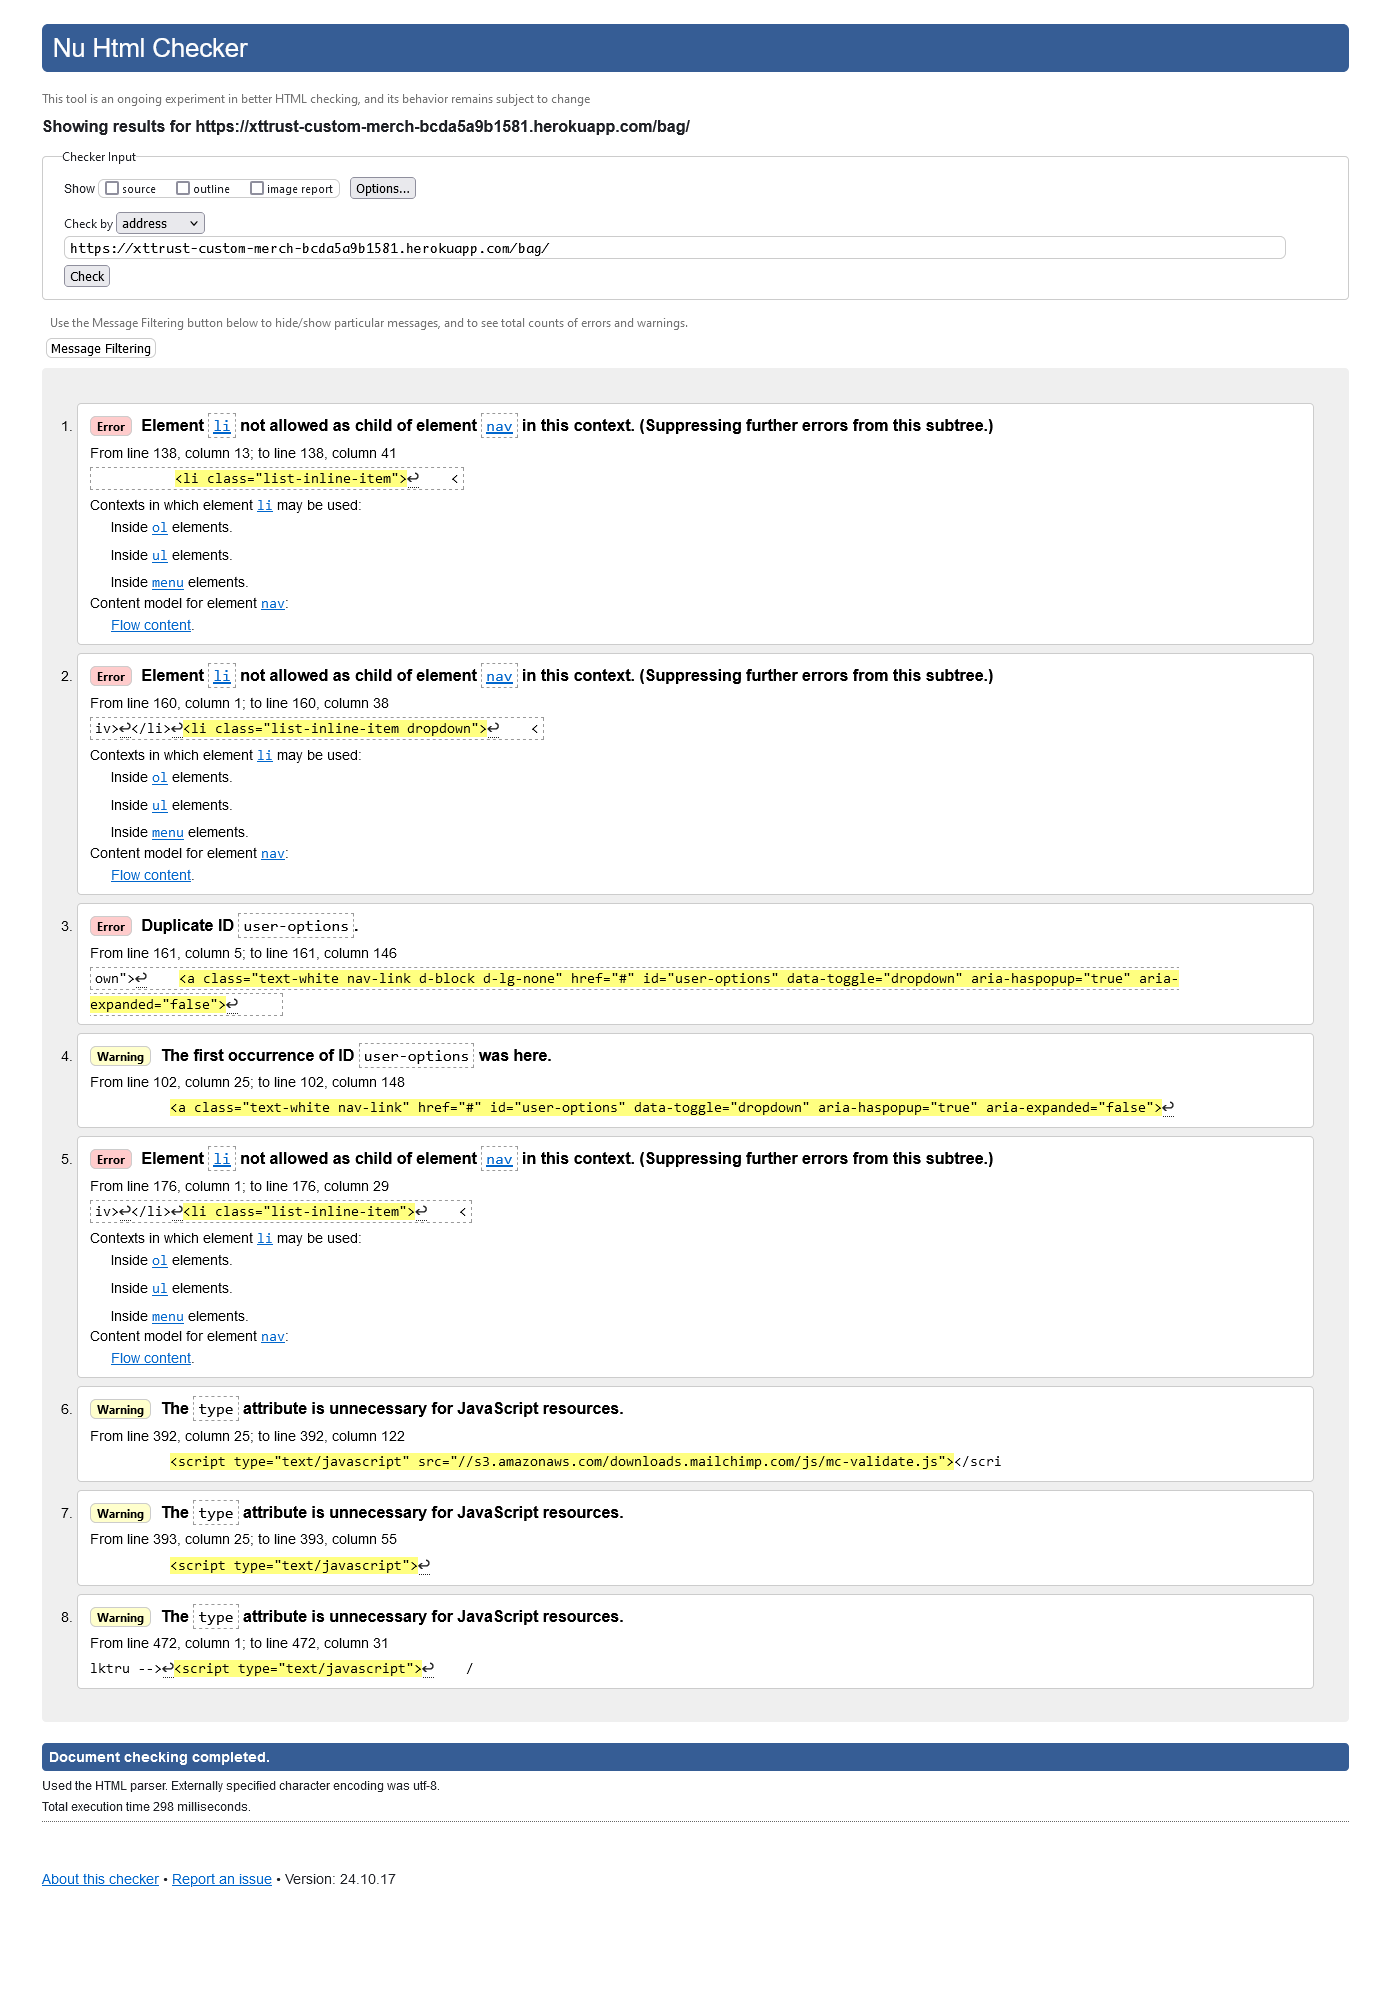 Nu Html Checker
This tool is an ongoing experiment in better HTML checking, and its behavior remains subject to change
Showing results for https://xttrust-custom-merch-bcda5a9b1581.herokuapp.com/bag/
Checker Input
Show source outline image report Options...
Check by address
https://xttrust-custom-merch-bcda5a9b1581.herokuapp.com/bag/
Check
Use the Message Filtering button below to hide/show particular messages, and to see total counts of errors and warnings.
Message Filtering
1. Error Element li not allowed as child of element nav in this context. (Suppressing further errors from this subtree.)
From line 138, column 13; to line 138, column 41
<li class="list-inline-item">↩ <
Contexts in which element li may be used:
Inside ol elements.
Inside ul elements.
Inside menu elements.
Content model for element nav:
Flow content.
2. Error Element li not allowed as child of element nav in this context. (Suppressing further errors from this subtree.)
From line 160, column 1; to line 160, column 38
iv>↩</li>↩<li class="list-inline-item dropdown">↩ <
Contexts in which element li may be used:
Inside ol elements.
Inside ul elements.
Inside menu elements.
Content model for element nav:
Flow content.
3. Error Duplicate ID user-options.
From line 161, column 5; to line 161, column 146
own">↩ <a class="text-white nav-link d-block d-lg-none" href="#" id="user-options" data-toggle="dropdown" aria-haspopup="true" aria-
expanded="false">↩
4. Warning The first occurrence of ID user-options was here.
From line 102, column 25; to line 102, column 148
<a class="text-white nav-link" href="#" id="user-options" data-toggle="dropdown" aria-haspopup="true" aria-expanded="false">↩
5. Error Element li not allowed as child of element nav in this context. (Suppressing further errors from this subtree.)
From line 176, column 1; to line 176, column 29
iv>↩</li>↩<li class="list-inline-item">↩ <
Contexts in which element li may be used:
Inside ol elements.
Inside ul elements.
Inside menu elements.
Content model for element nav:
Flow content.
6. Warning The type attribute is unnecessary for JavaScript resources.
From line 392, column 25; to line 392, column 122
<script type="text/javascript" src="//s3.amazonaws.com/downloads.mailchimp.com/js/mc-validate.js"></scri
7. Warning The type attribute is unnecessary for JavaScript resources.
From line 393, column 25; to line 393, column 55
<script type="text/javascript">↩
8. Warning The type attribute is unnecessary for JavaScript resources.
From line 472, column 1; to line 472, column 31
lktru -->↩<script type="text/javascript">↩ /
Document checking completed.
Used the HTML parser. Externally specified character encoding was utf-8.
Total execution time 298 milliseconds.
About this checker • Report an issue • Version: 24.10.17